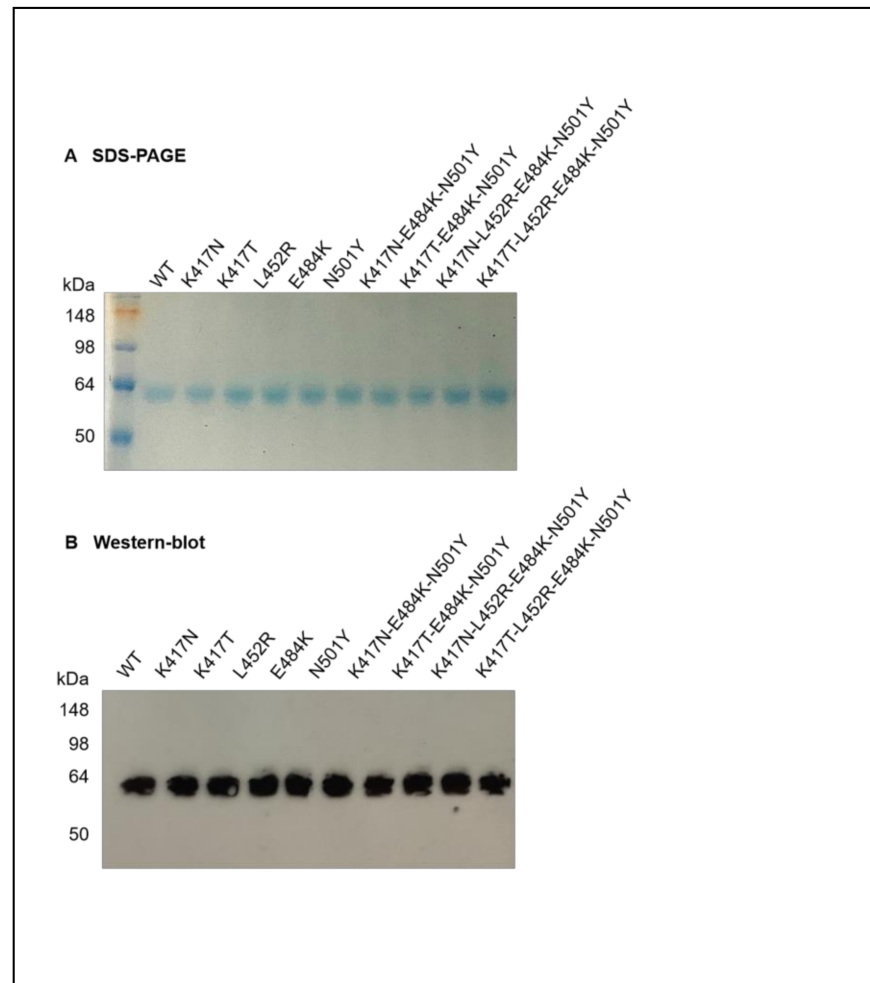 A SDS-PAGE
WT
K417N
K417T
L452R
E484K
N501Y
K417N-E484K-N501Y
K417T-E484K-N501Y
K417N-L452R-E484K-N501Y
K417T-L452R-E484K-N501Y
kDa
148
98
64
50
B Western-blot
WT
K417N
K417T
L452R
E484K
N501Y
K417N-E484K-N501Y
K417T-E484K-N501Y
K417N-L452R-E484K-N501Y
K417T-L452R-E484K-N501Y
kDa
148
98
64
50